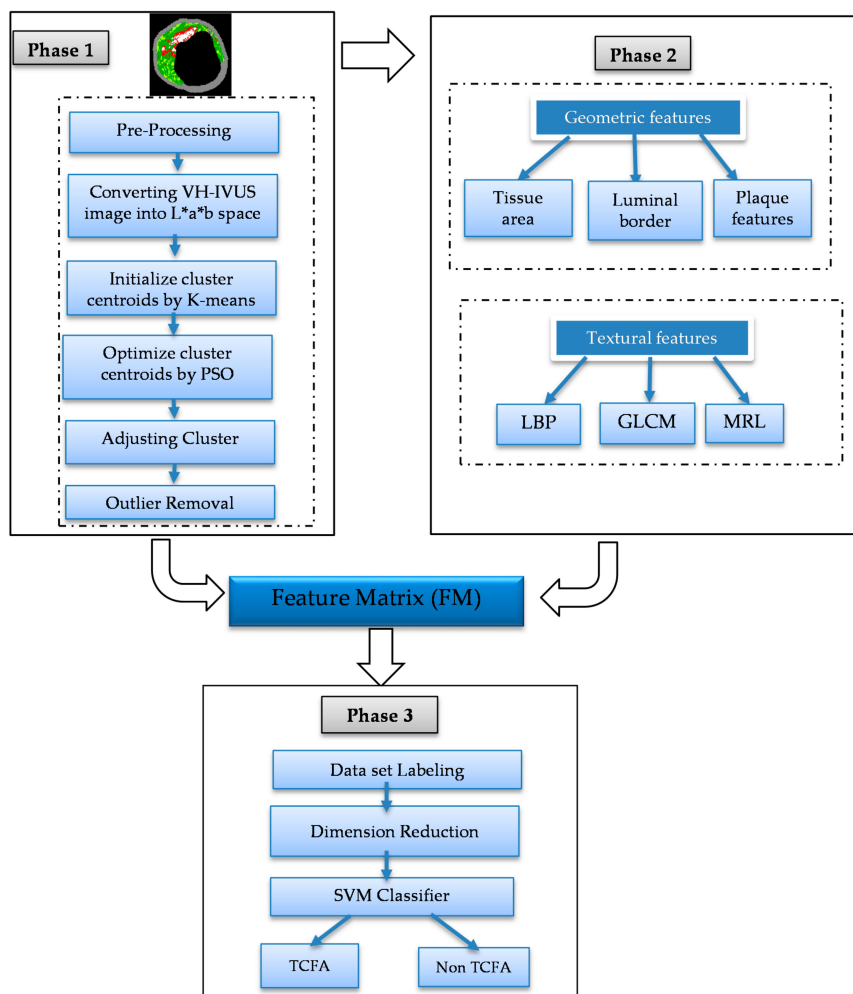 Phase 1
Pre-Processing
Converting VH-IVUS
image into L*a*b space
Initialize cluster
centroids by K-means
Optimize cluster
centroids by PSO
Adjusting Cluster
Outlier Removal
Phase 2
Geometric features
Tissue
area
Luminal
border
Plaque
features
Textural features
LBP
GLCM
MRL
Feature Matrix (FM)
Phase 3
Data set Labeling
Dimension Reduction
SVM Classifier
TCFA
Non TCFA